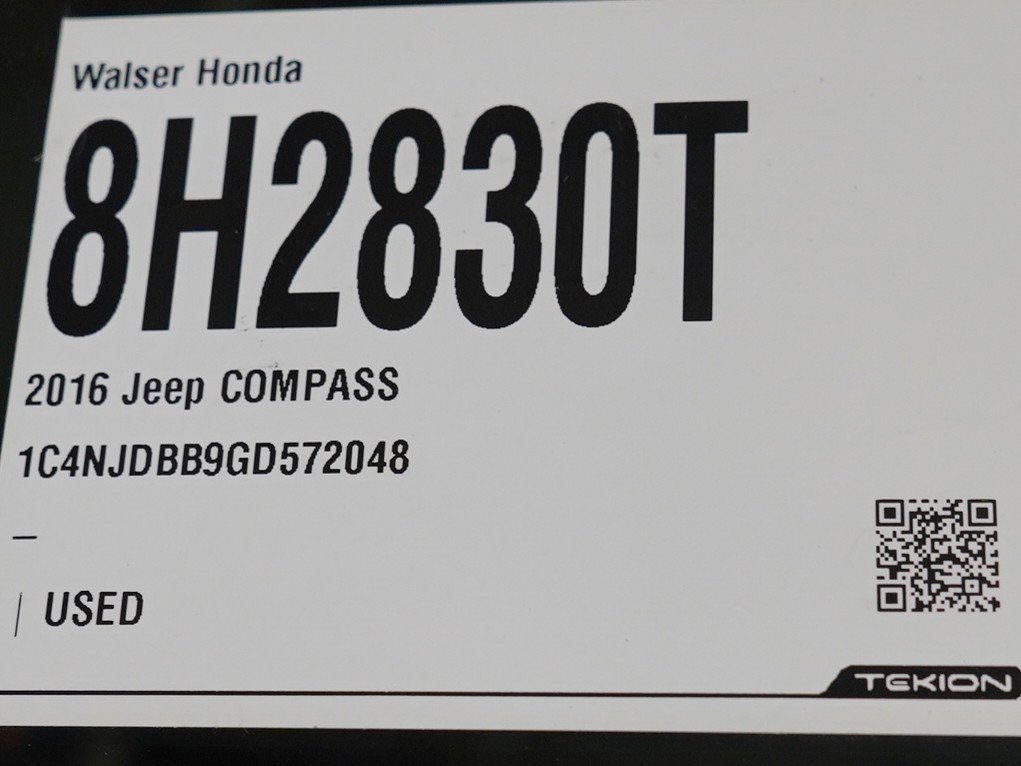 Walser Honda
8H2830T
2016 Jeep COMPASS
1C4NJDBB9GD572048
–
| USED
TEKION